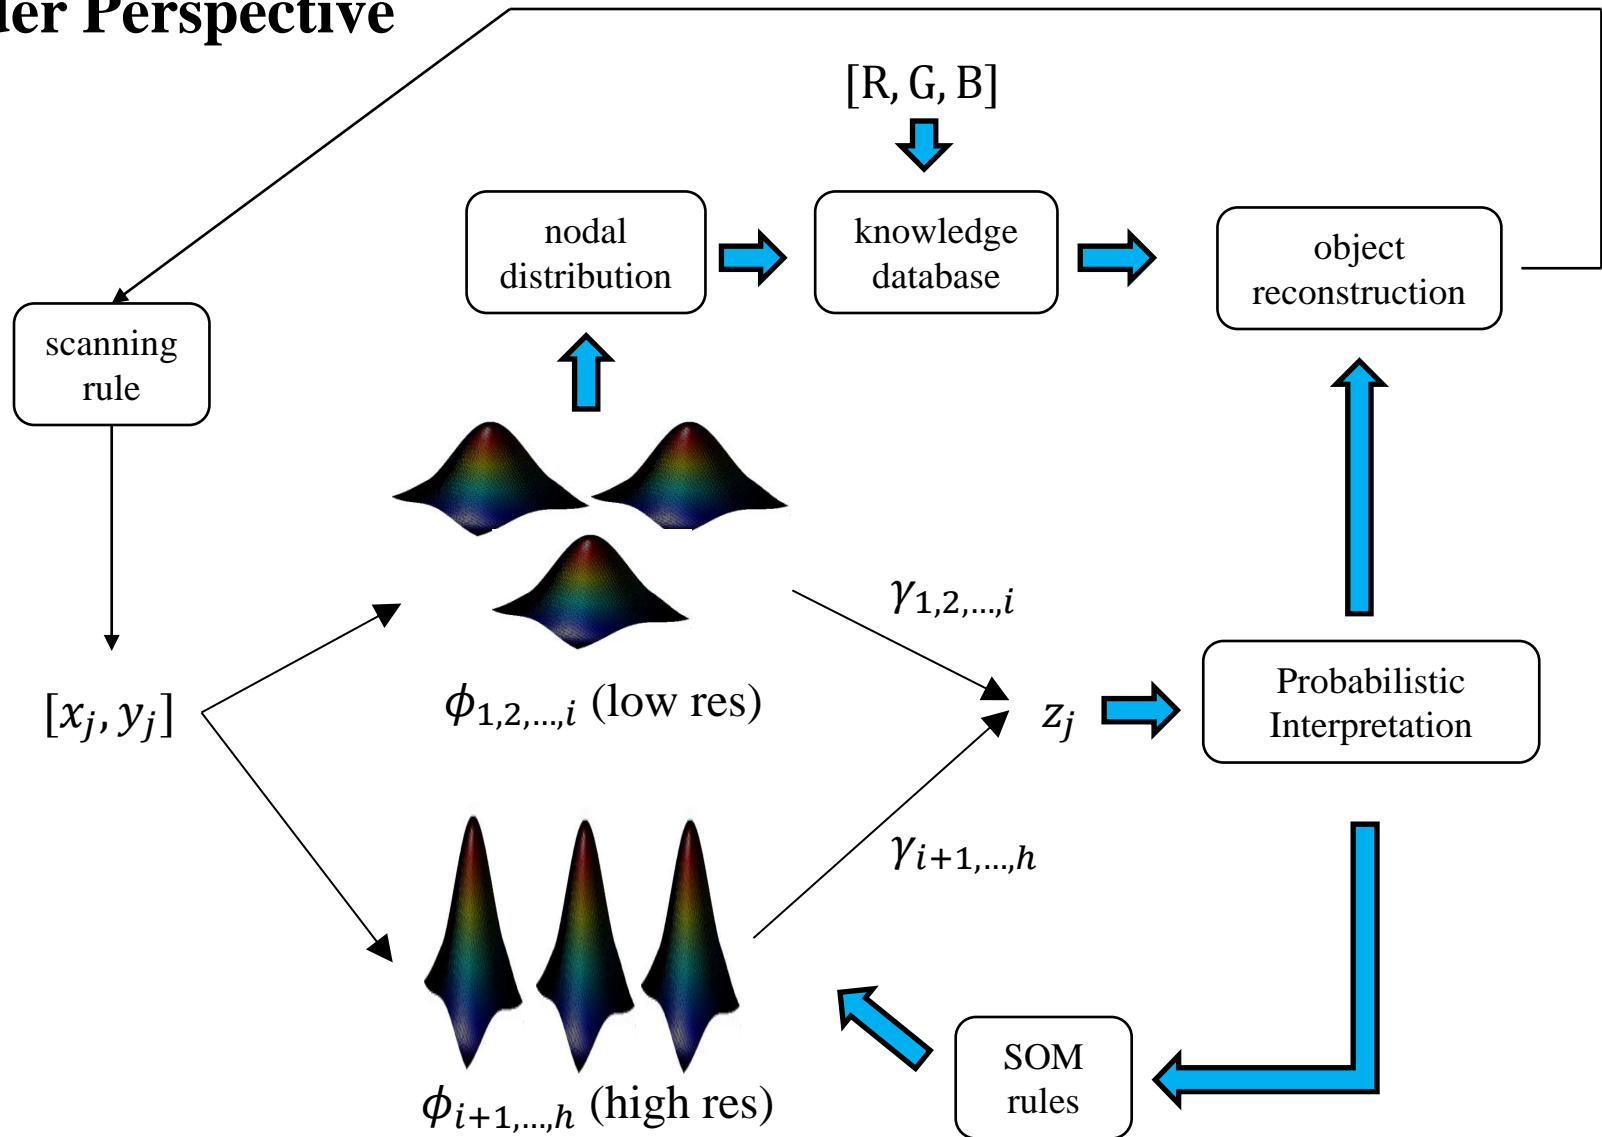 Perspective
[R, G, B]
nodal
distribution
knowledge
database
object
reconstruction
scanning
rule
γ₁,₂,…,ᵢ
[xⱼ, yⱼ]
ϕ₁,₂,…,ᵢ (low res)
zⱼ
Probabilistic
Interpretation
γᵢ₊₁,…,ₕ
SOM
rules
ϕᵢ₊₁,…,ₕ (high res)